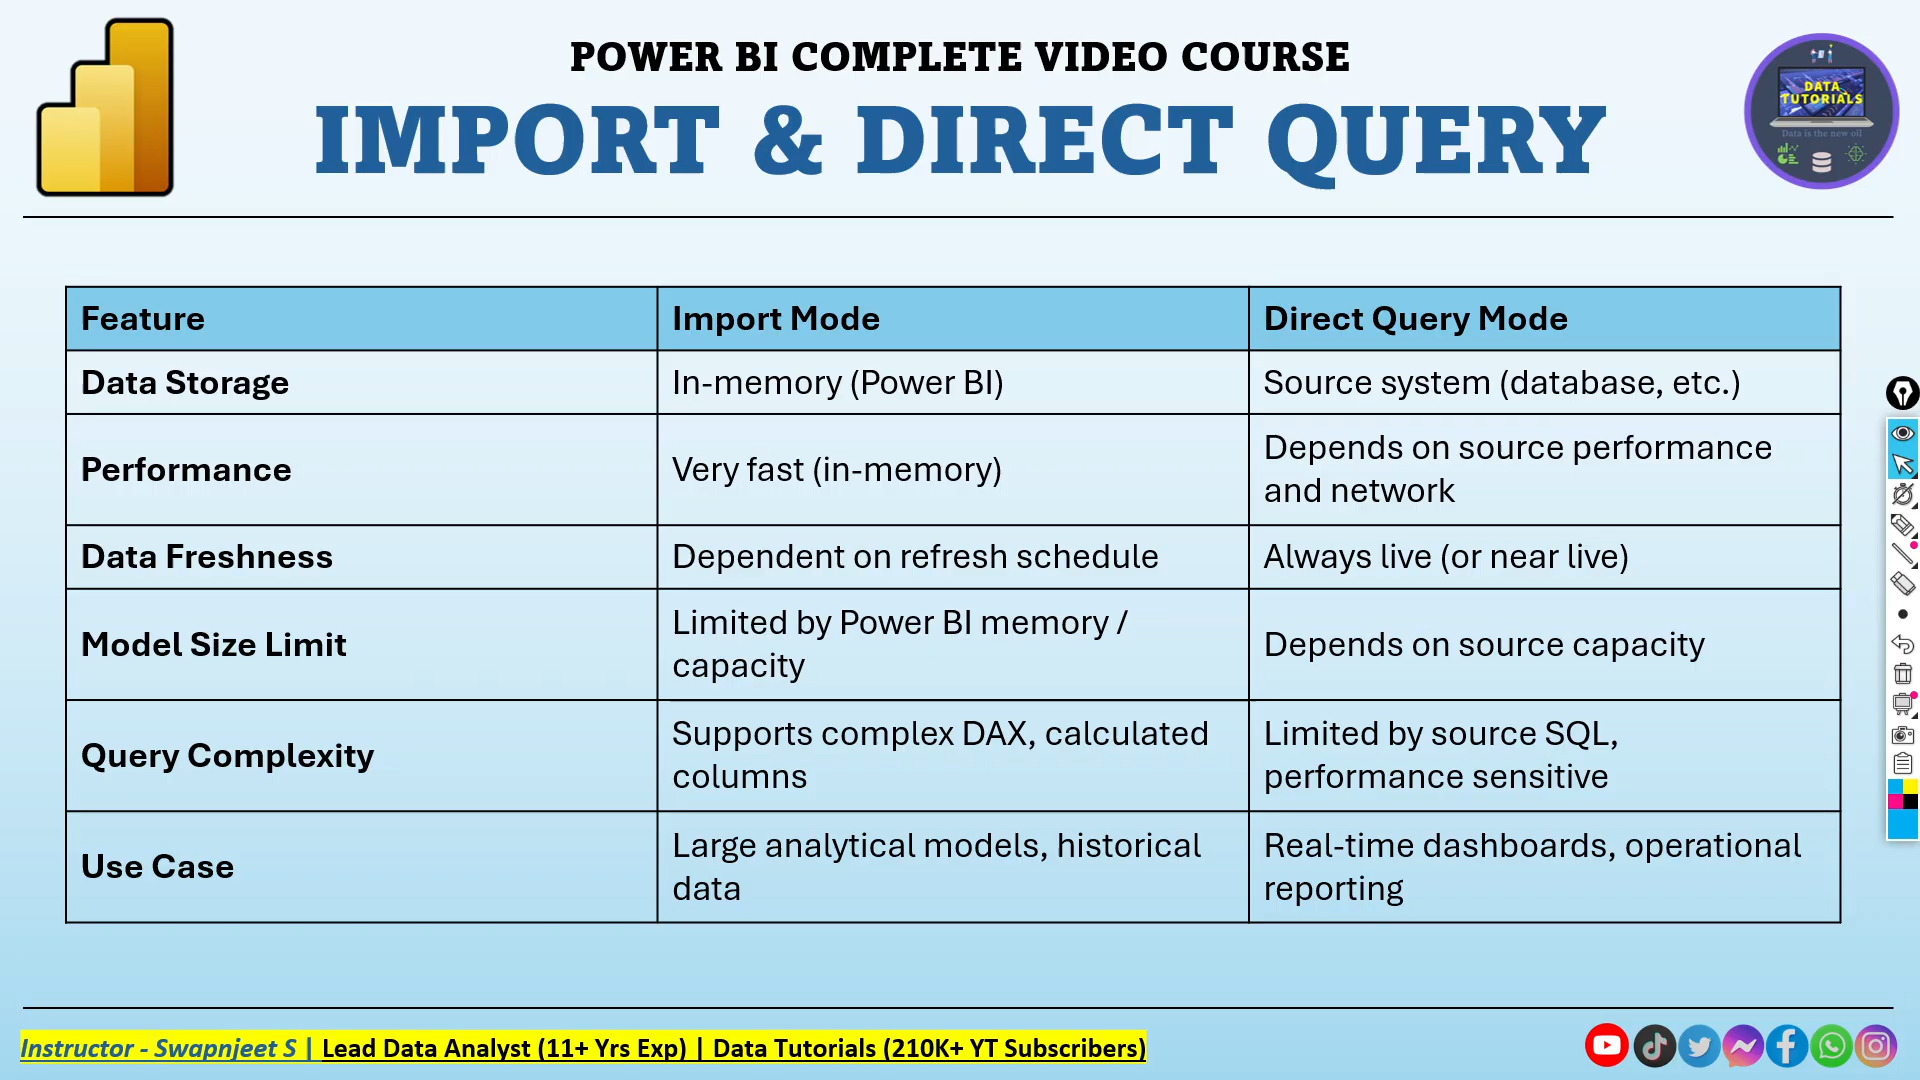 POWER BI COMPLETE VIDEO COURSE
IMPORT & DIRECT QUERY
DATA
TUTORIALS
Data is the new oil
Feature
Import Mode
Direct Query Mode
Data Storage
In-memory (Power BI)
Source system (database, etc.)
Performance
Very fast (in-memory)
Depends on source performance
and network
Data Freshness
Dependent on refresh schedule
Always live (or near live)
Model Size Limit
Limited by Power BI memory /
capacity
Depends on source capacity
Query Complexity
Supports complex DAX, calculated
columns
Limited by source SQL,
performance sensitive
Use Case
Large analytical models, historical
data
Real-time dashboards, operational
reporting
Instructor - Swapnjeet S | Lead Data Analyst (11+ Yrs Exp) | Data Tutorials (210K+ YT Subscribers)